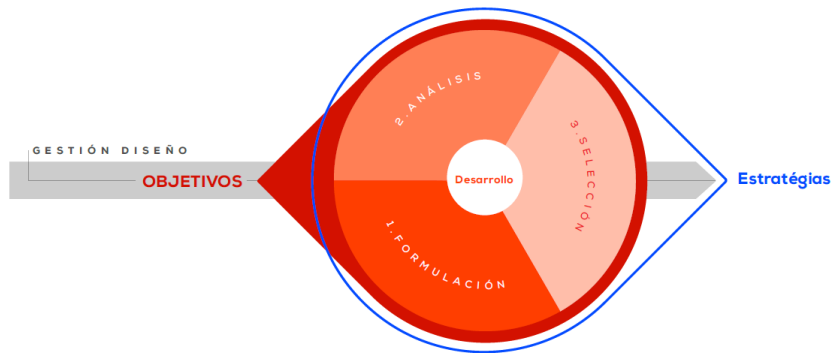 GESTIÓN DISEÑO
OBJETIVOS
2.ANÁLISIS
3.SELECCIÓN
Desarrollo
1.FORMULACIÓN
Estratégias